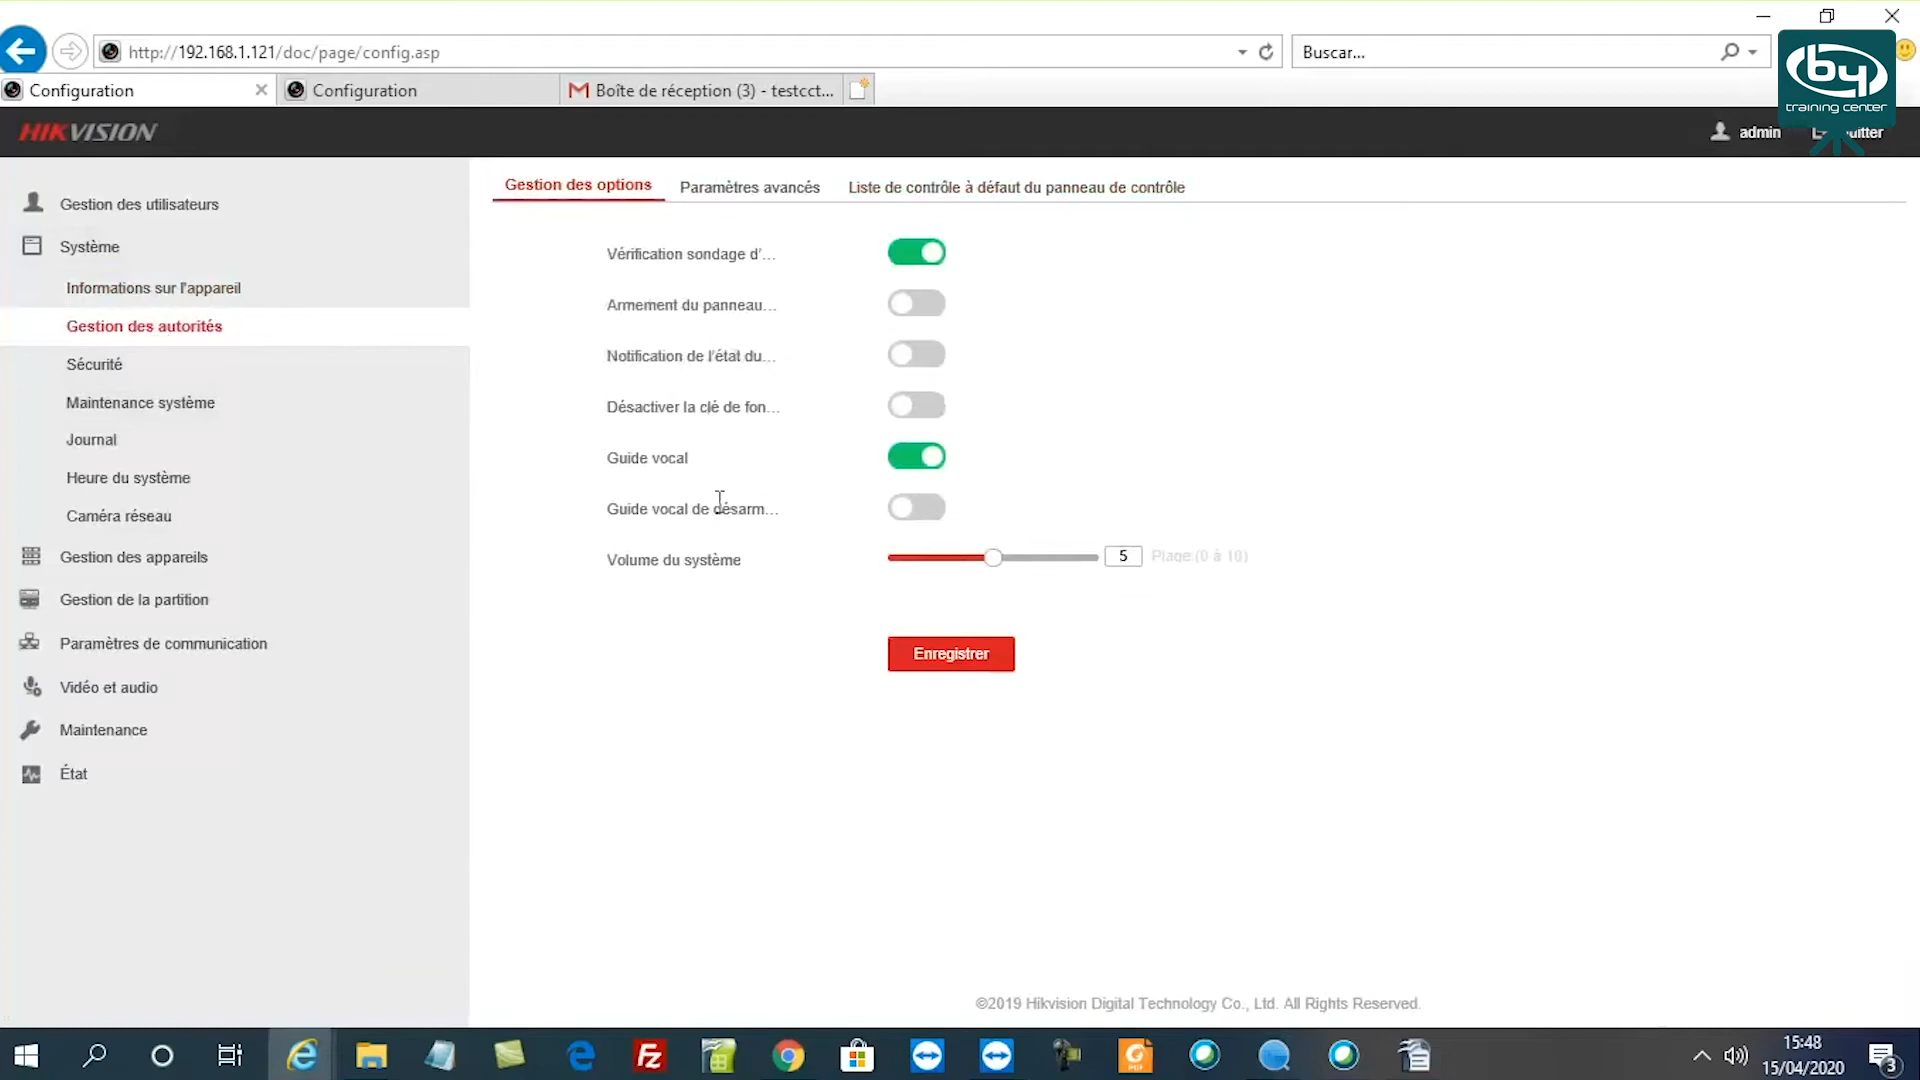 http://192.168.1.121/doc/page/config.asp
Buscar...
Configuration
Configuration
Boîte de réception (3) - testcct...
by
training center
HIKVISION
admin
Gestion des utilisateurs
Système
Informations sur l'appareil
Gestion des autorités
Sécurité
Maintenance système
Journal
Heure du système
Caméra réseau
Gestion des appareils
Gestion de la partition
Paramètres de communication
Vidéo et audio
Maintenance
État
Gestion des options
Paramètres avancés
Liste de contrôle à défaut du panneau de contrôle
Vérification sondage d'...
Armement du panneau...
Notification de l'état du...
Désactiver la clé de fon...
Guide vocal
Guide vocal de désarm...
Volume du système
5
Plage (0 à 10)
Enregistrer
©2019 Hikvision Digital Technology Co., Ltd. All Rights Reserved.
15:48
15/04/2020
3